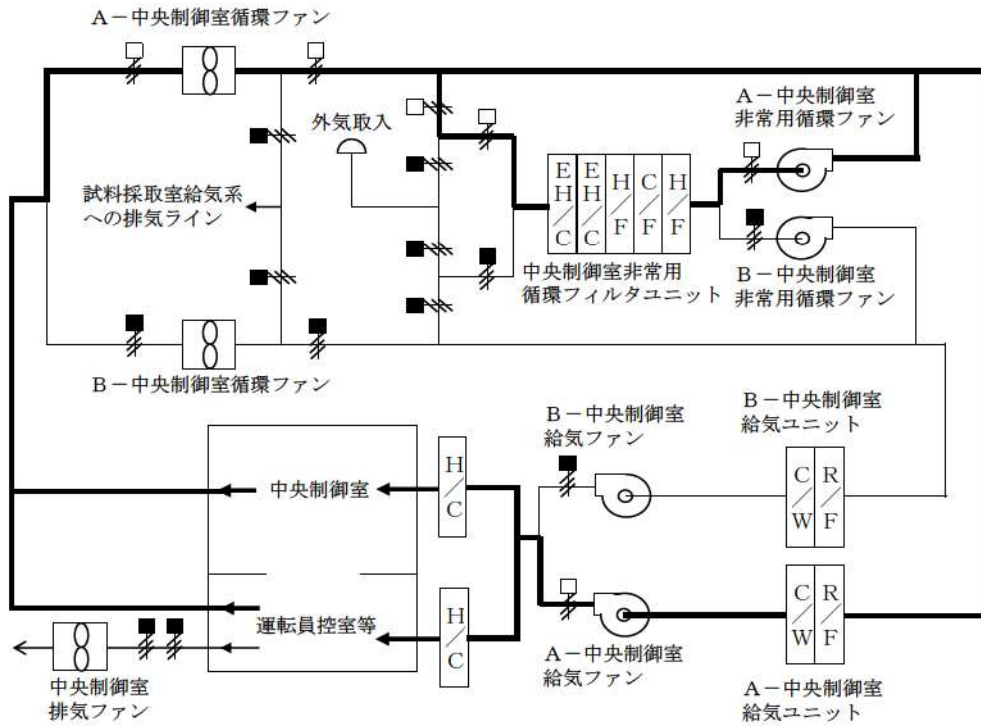 A－中央制御室循環ファン
A－中央制御室
非常用循環ファン
外気取入
試料採取室給気系
への排気ライン
E
H
C
E
H
C
H
F
C
F
H
F
中央制御室非常用
循環フィルタユニット
B－中央制御室
非常用循環ファン
B－中央制御室循環ファン
B－中央制御室
給気ファン
B－中央制御室
給気ユニット
中央制御室
H
C
C
W
R
F
運転員控室等
H
C
C
W
R
F
A－中央制御室
給気ファン
A－中央制御室
給気ユニット
中央制御室
排気ファン